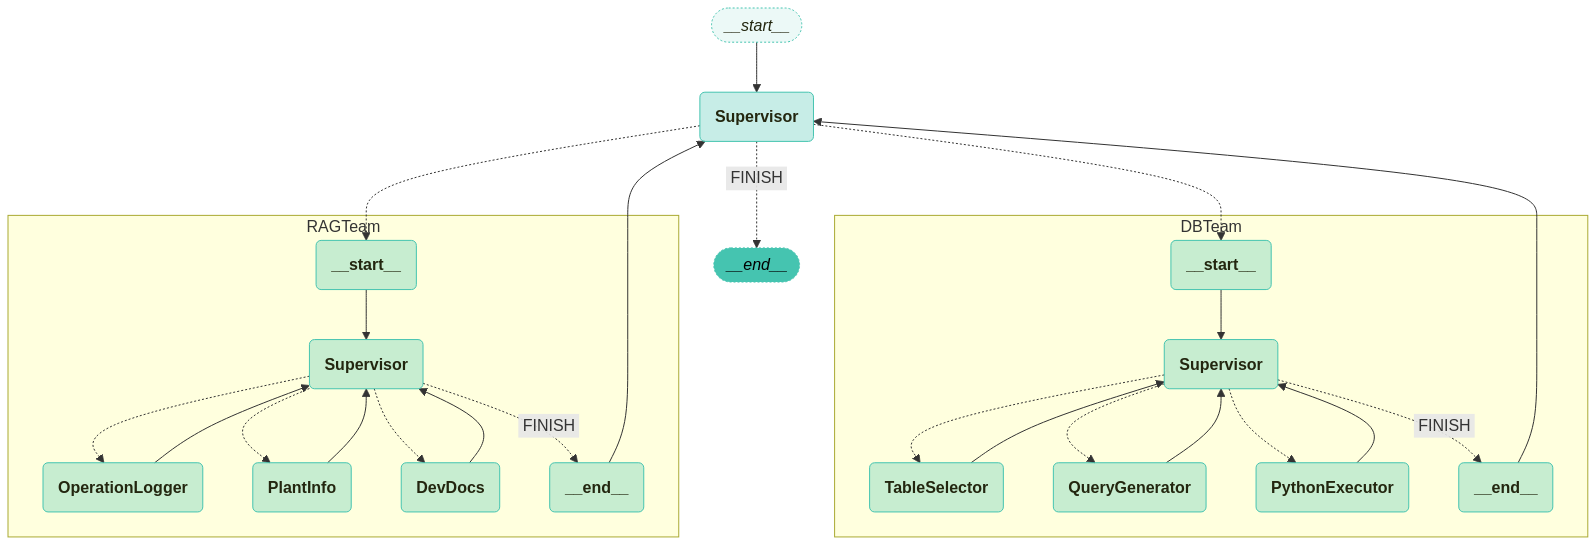 __start__
Supervisor
FINISH
RAGTeam
DBTeam
__start__
__end__
__start__
Supervisor
Supervisor
FINISH
FINISH
OperationLogger
PlantInfo
DevDocs
__end__
TableSelector
QueryGenerator
PythonExecutor
__end__